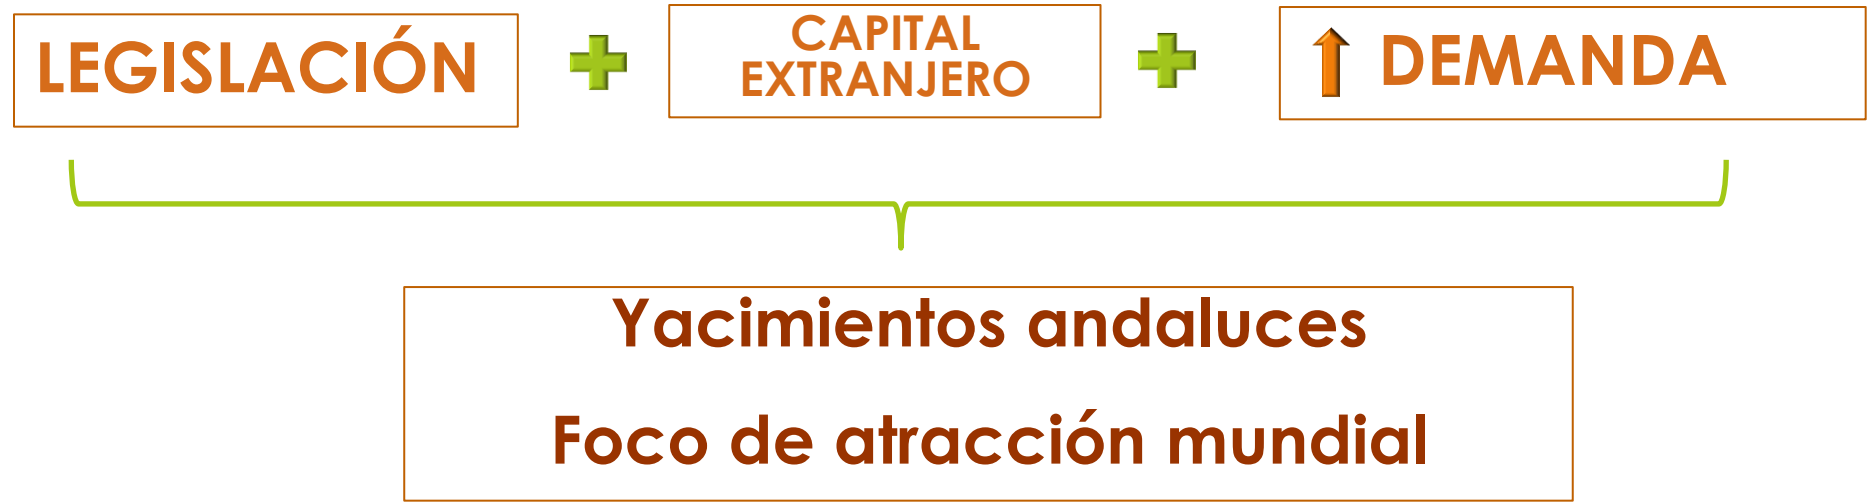 LEGISLACIÓN
CAPITAL
EXTRANJERO
DEMANDA
Yacimientos andaluces
Foco de atracción mundial